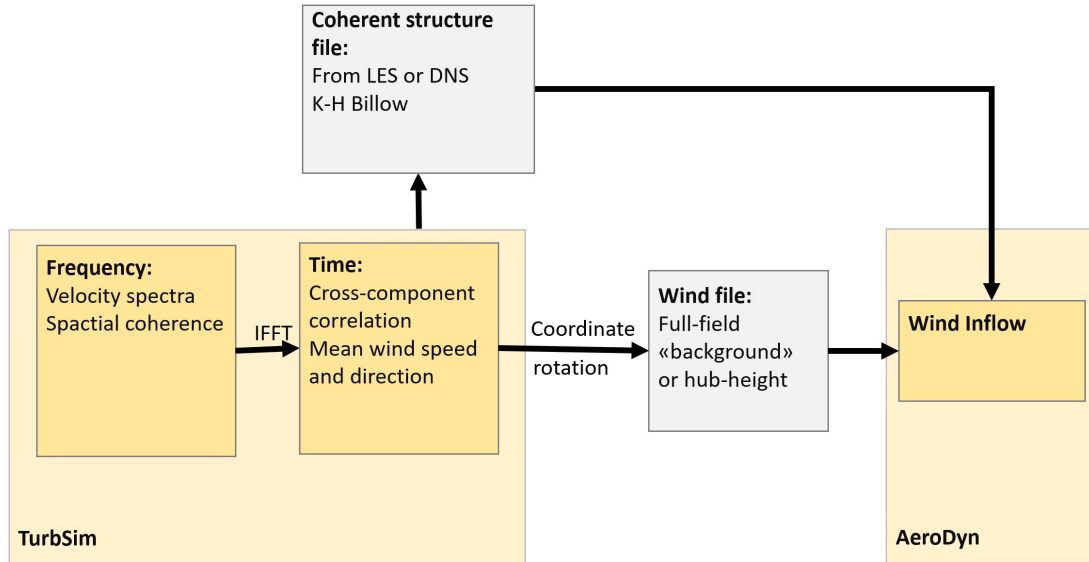 Coherent structure
file:
From LES or DNS
K-H Billow
Frequency:
Velocity spectra
Spactial coherence
IFFT
Time:
Cross-component
correlation
Mean wind speed
and direction
Coordinate
rotation
Wind file:
Full-field
«background»
or hub-height
Wind Inflow
TurbSim
AeroDyn